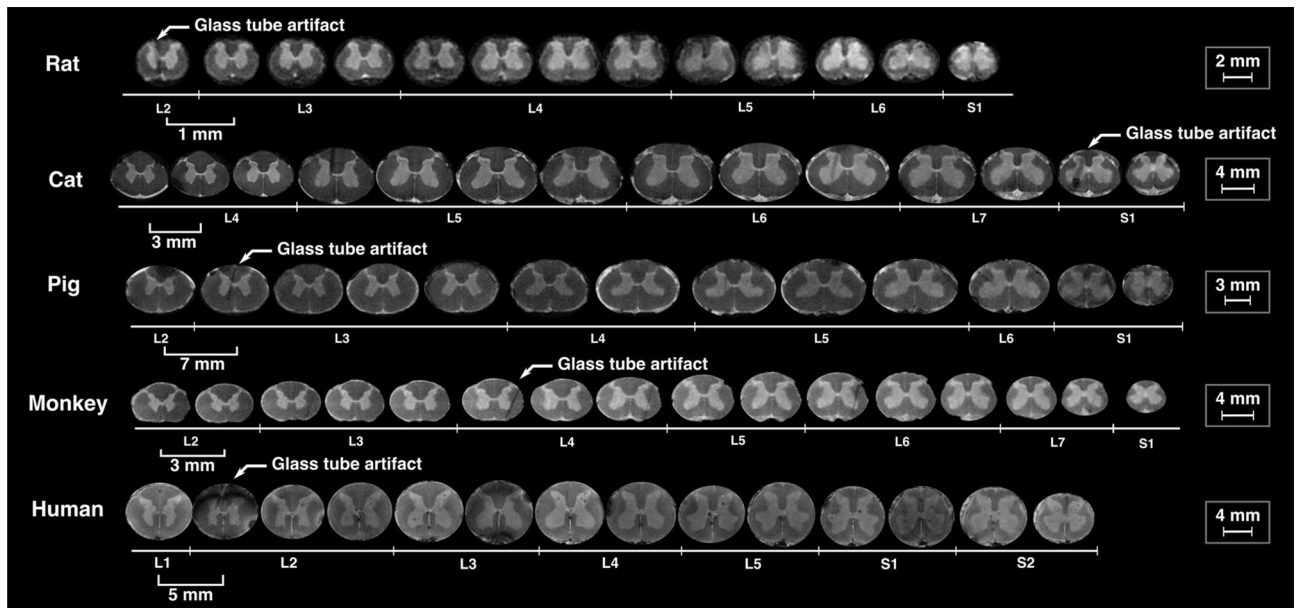 Glass tube artifact
Rat
2 mm
L2 L3 L4 L5 L6 S1
1 mm
Glass tube artifact
Cat
4 mm
L4 L5 L6 L7 S1
3 mm
Glass tube artifact
Pig
3 mm
L2 L3 L4 L5 L6 S1
7 mm
Glass tube artifact
Monkey
4 mm
L2 L3 L4 L5 L6 L7 S1
3 mm
Glass tube artifact
Human
4 mm
L1 L2 L3 L4 L5 S1 S2
5 mm